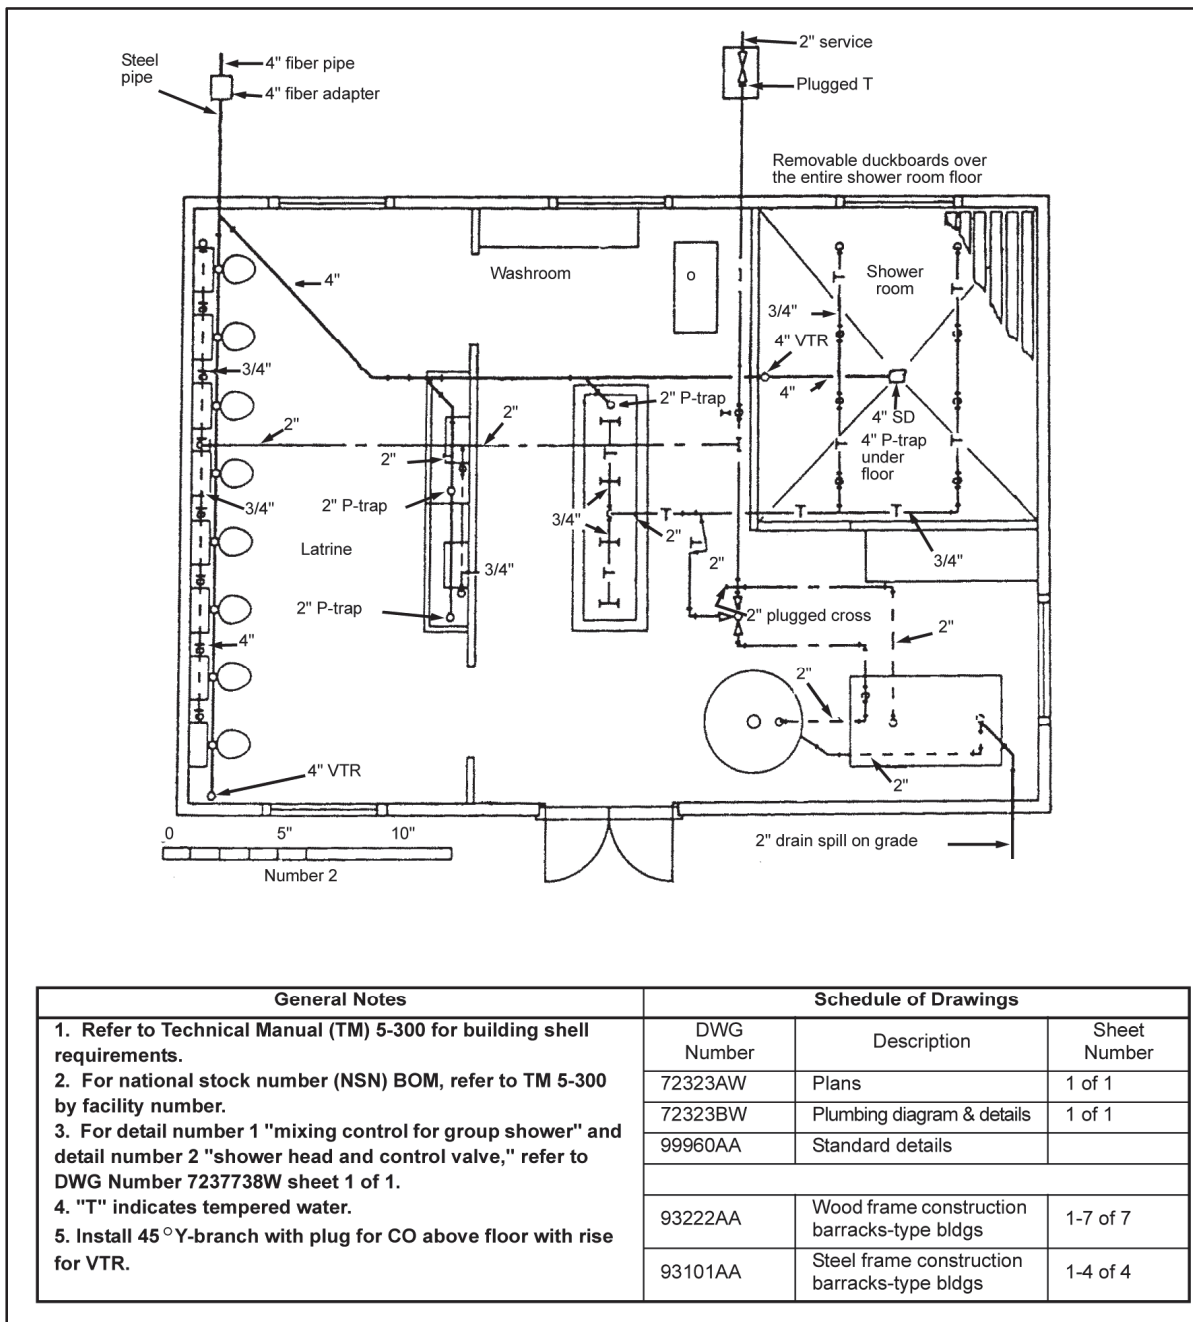 2" service
Steel
pipe
4" fiber pipe
Plugged T
4" fiber adapter
Removable duckboards over
the entire shower room floor
Washroom
Shower
room
4"
3/4"
4" VTR
3/4"
4"
2" P-trap
2"
4" SD
2"
2"
4" P-trap
under
floor
2"
2" P-trap
3/4"
3/4"
2"
T
T
T
T
T
T
T
T
T
T
Latrine
2"
3/4"
3/4"
2" P-trap
2" plugged cross
2"
4"
2"
4" VTR
2"
0 5" 10"
2" drain spill on grade
Number 2
General Notes
1. Refer to Technical Manual (TM) 5-300 for building shell
requirements.
2. For national stock number (NSN) BOM, refer to TM 5-300
by facility number.
3. For detail number 1 "mixing control for group shower" and
detail number 2 "shower head and control valve," refer to
DWG Number 7237738W sheet 1 of 1.
4. "T" indicates tempered water.
5. Install 45°Y-branch with plug for CO above floor with rise
for VTR.
Schedule of Drawings
DWG
Number
Description
Sheet
Number
72323AW Plans 1 of 1
72323BW Plumbing diagram & details 1 of 1
99960AA Standard details
93222AA
Wood frame construction
barracks-type bldgs
1-7 of 7
93101AA
Steel frame construction
barracks-type bldgs
1-4 of 4